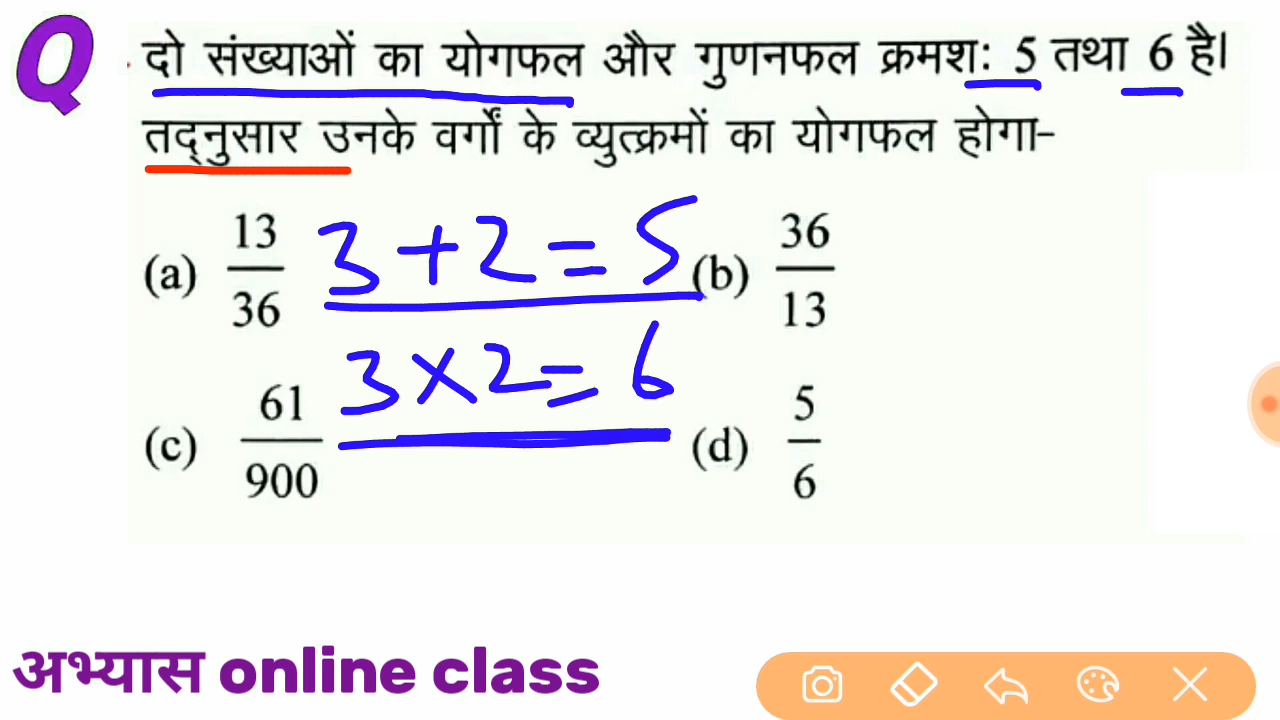 Q
दो संख्याओं का योगफल और गुणनफल क्रमश: 5 तथा 6 है।
तद्नुसार उनके वर्गों के व्युत्क्रमों का योगफल होगा-
(a) 13/36
3+2=5
(b) 36/13
3×2=6
(c) 61/900
(d) 5/6
अभ्यास online class